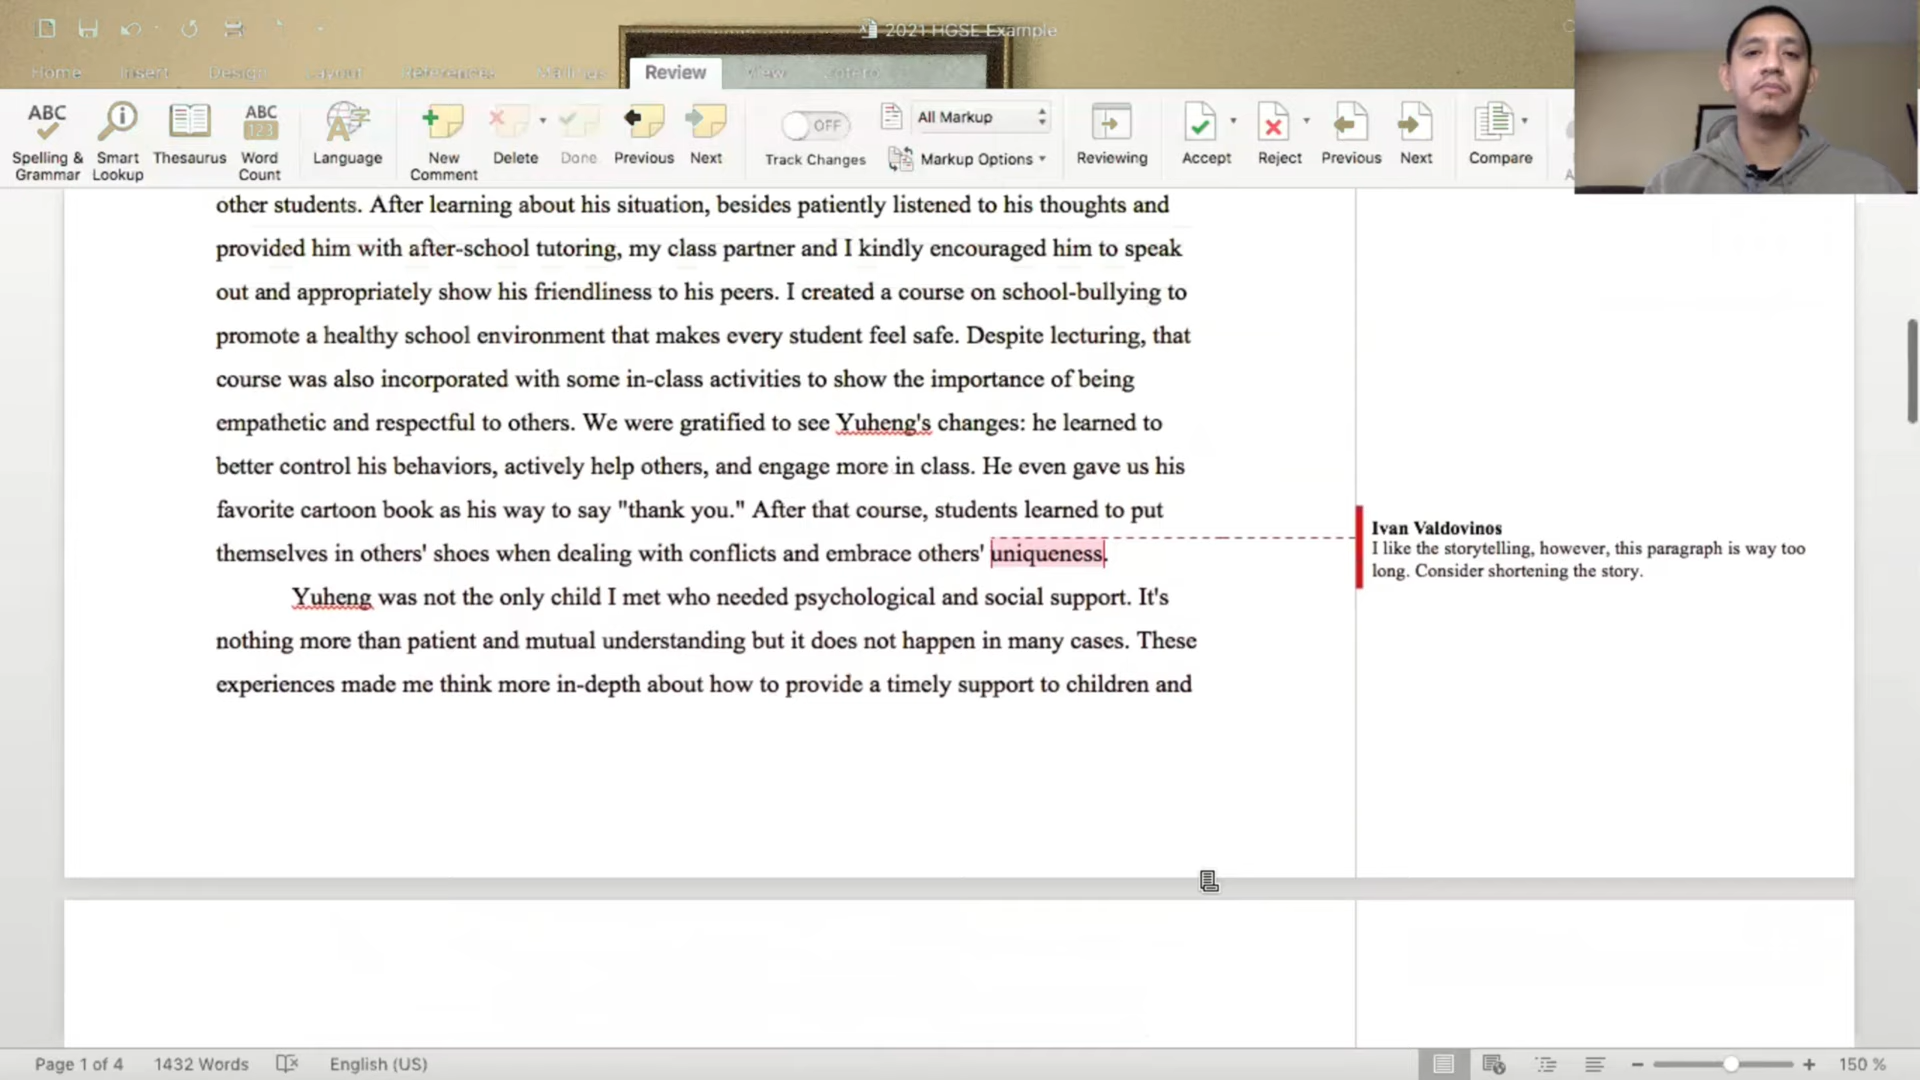 2021 HGSE Example
Home Insert Design Layout References Mailings Review View Zotero
ABC
Spelling &
Grammar
Smart
Lookup
Thesaurus
ABC
123
Word
Count
Language
New
Comment
Delete
Done
Previous
Next
OFF
Track Changes
All Markup
Markup Options
Reviewing
Accept
Reject
Previous
Next
Compare
other students. After learning about his situation, besides patiently listened to his thoughts and
provided him with after-school tutoring, my class partner and I kindly encouraged him to speak
out and appropriately show his friendliness to his peers. I created a course on school-bullying to
promote a healthy school environment that makes every student feel safe. Despite lecturing, that
course was also incorporated with some in-class activities to show the importance of being
empathetic and respectful to others. We were gratified to see Yuheng's changes: he learned to
better control his behaviors, actively help others, and engage more in class. He even gave us his
favorite cartoon book as his way to say "thank you." After that course, students learned to put
themselves in others' shoes when dealing with conflicts and embrace others' uniqueness.
Yuheng was not the only child I met who needed psychological and social support. It's
nothing more than patient and mutual understanding but it does not happen in many cases. These
experiences made me think more in-depth about how to provide a timely support to children and
Ivan Valdovinos
I like the storytelling, however, this paragraph is way too
long. Consider shortening the story.
Page 1 of 4 1432 Words English (US) 150 %